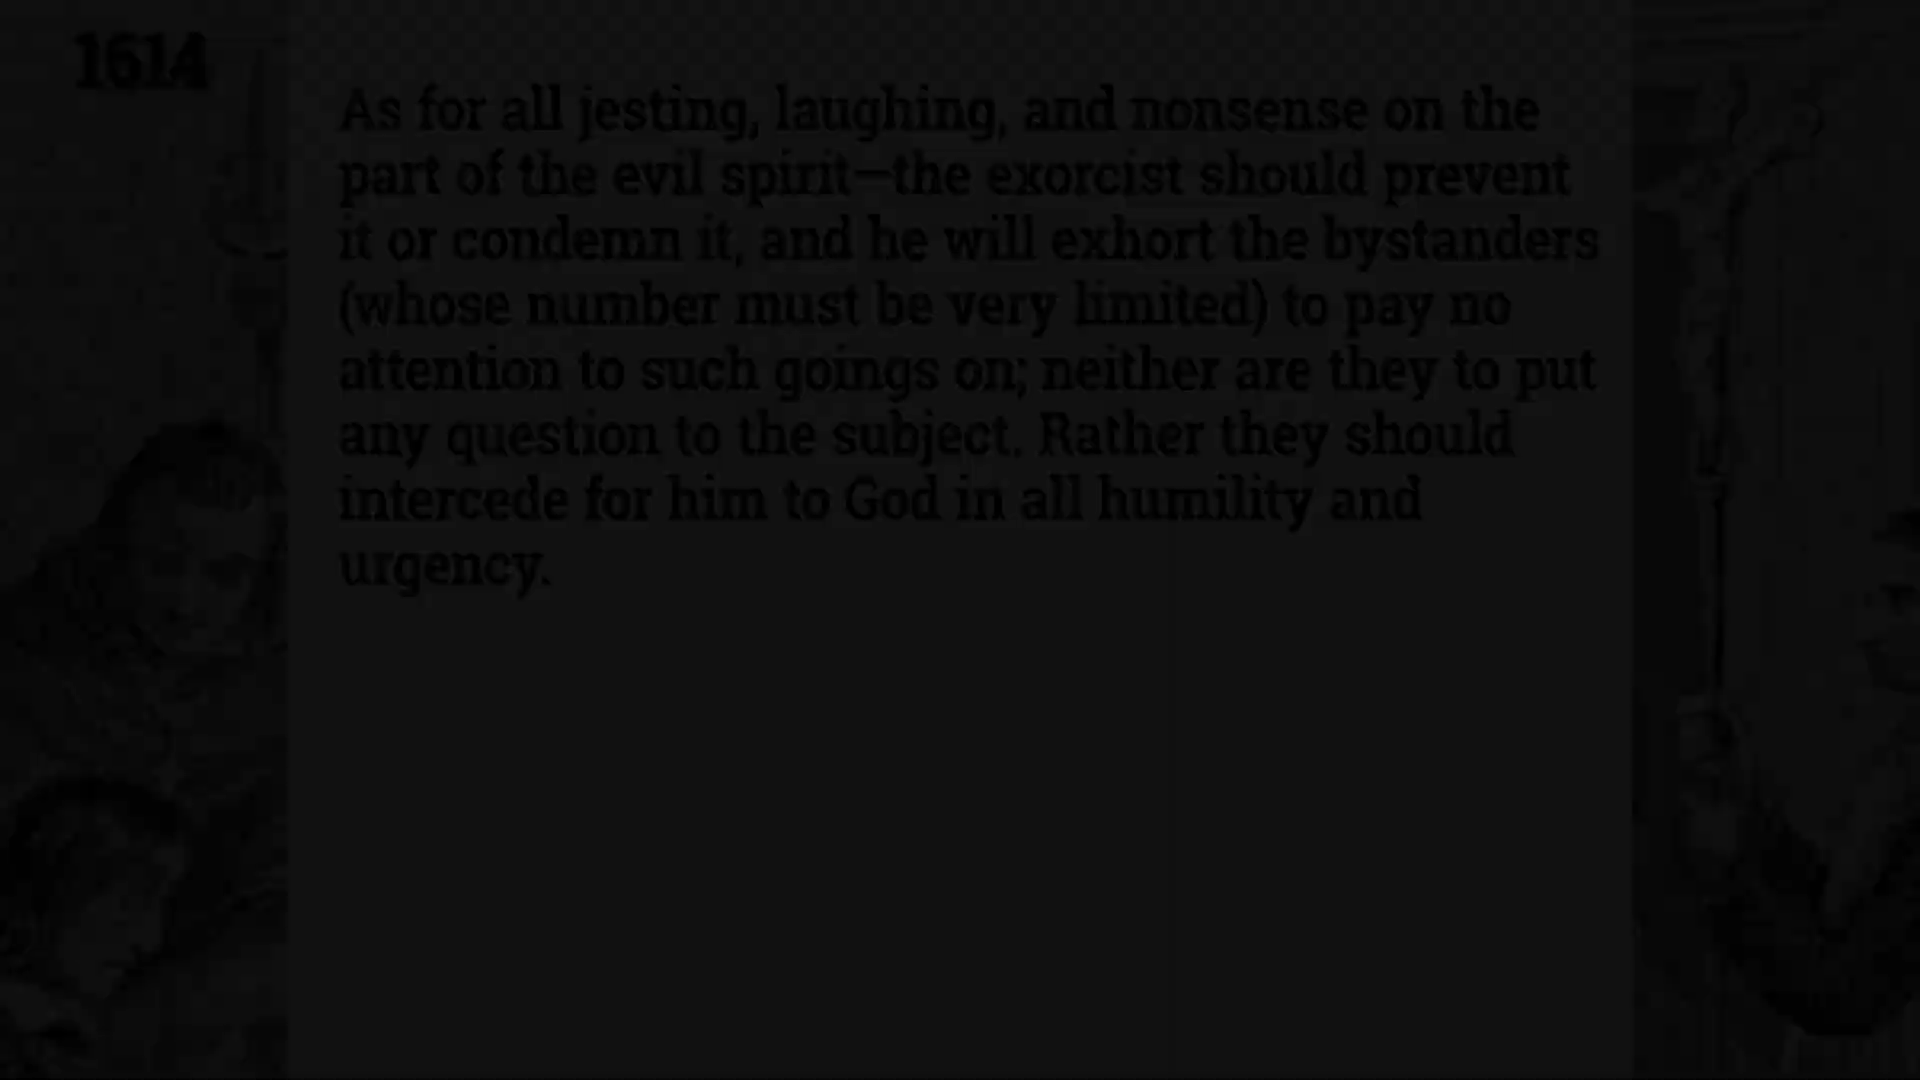 1614
As for all jesting, laughing, and nonsense on the
part of the evil spirit—the exorcist should prevent
it or condemn it, and he will exhort the bystanders
(whose number must be very limited) to pay no
attention to such goings on; neither are they to put
any question to the subject. Rather they should
intercede for him to God in all humility and
urgency.